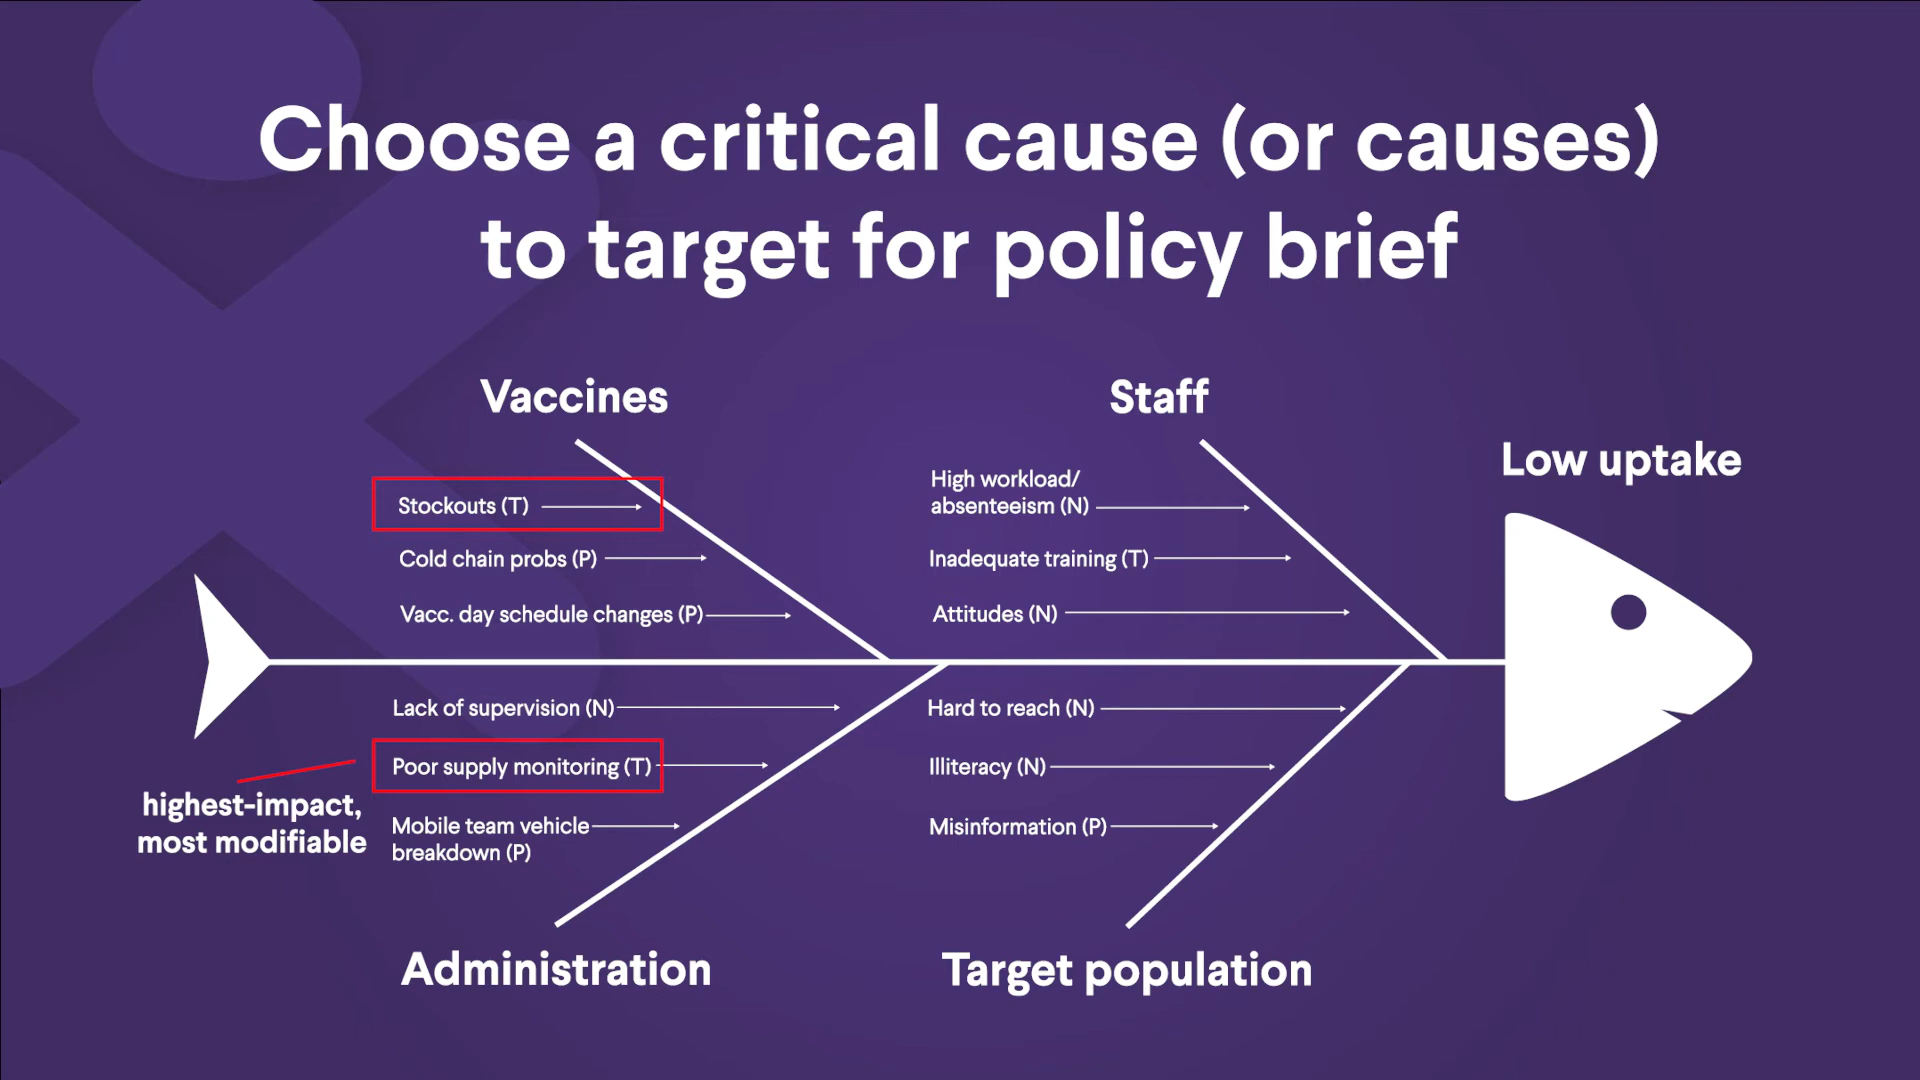 Choose a critical cause (or causes)
to target for policy brief
Vaccines
Staff
Low uptake
Stockouts (T)
Cold chain probs (P)
Vacc. day schedule changes (P)
High workload/
absenteeism (N)
Inadequate training (T)
Attitudes (N)
Lack of supervision (N)
Poor supply monitoring (T)
Mobile team vehicle
breakdown (P)
highest-impact,
most modifiable
Hard to reach (N)
Illiteracy (N)
Misinformation (P)
Administration
Target population